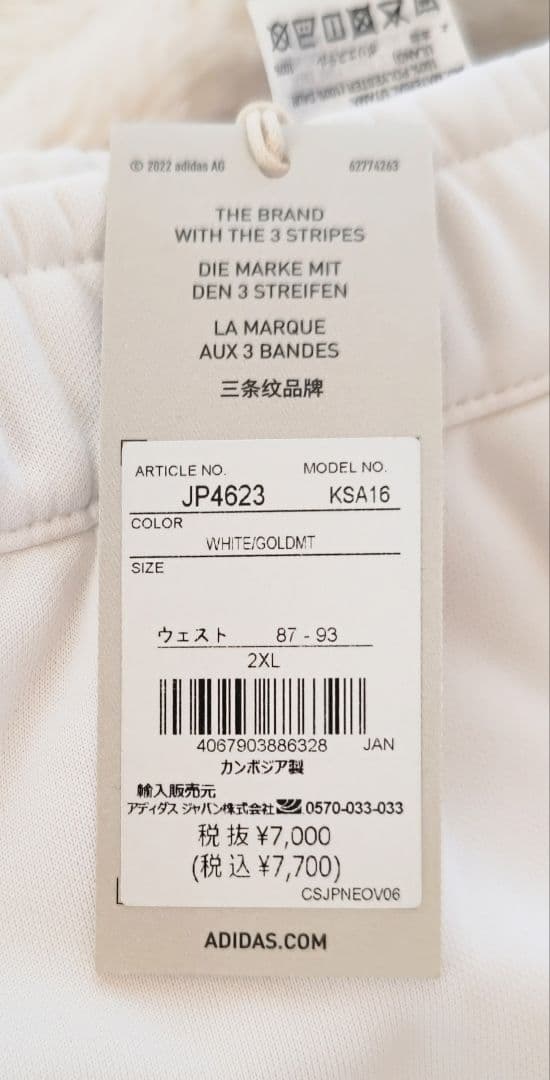 © 2022 adidas AG 62774263
THE BRAND
WITH THE 3 STRIPES
DIE MARKE MIT
DEN 3 STREIFEN
LA MARQUE
AUX 3 BANDES
三条纹品牌
ARTICLE NO. MODEL NO.
JP4623 KSA16
COLOR
WHITE/GOLDMT
SIZE
ウェスト 87 - 93
2XL
4067903886328 JAN
カンボジア製
輸入販売元
アディダス ジャパン株式会社 0570-033-033
税抜 ¥7,000
(税込 ¥7,700)
CSJPNEOV06
ADIDAS.COM